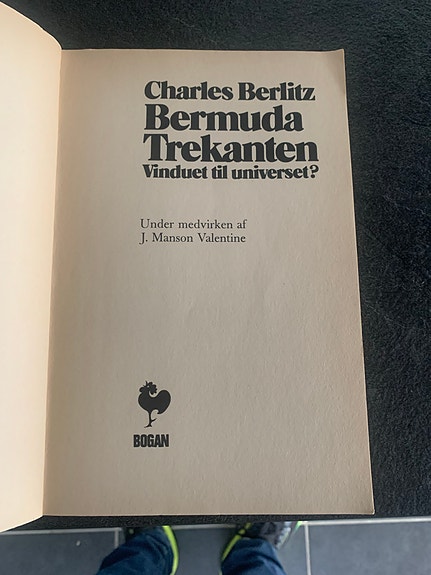 Charles Berlitz
Bermuda
Trekanten
Vinduet til universet?
Under medvirken af
J. Manson Valentine
BOGAN